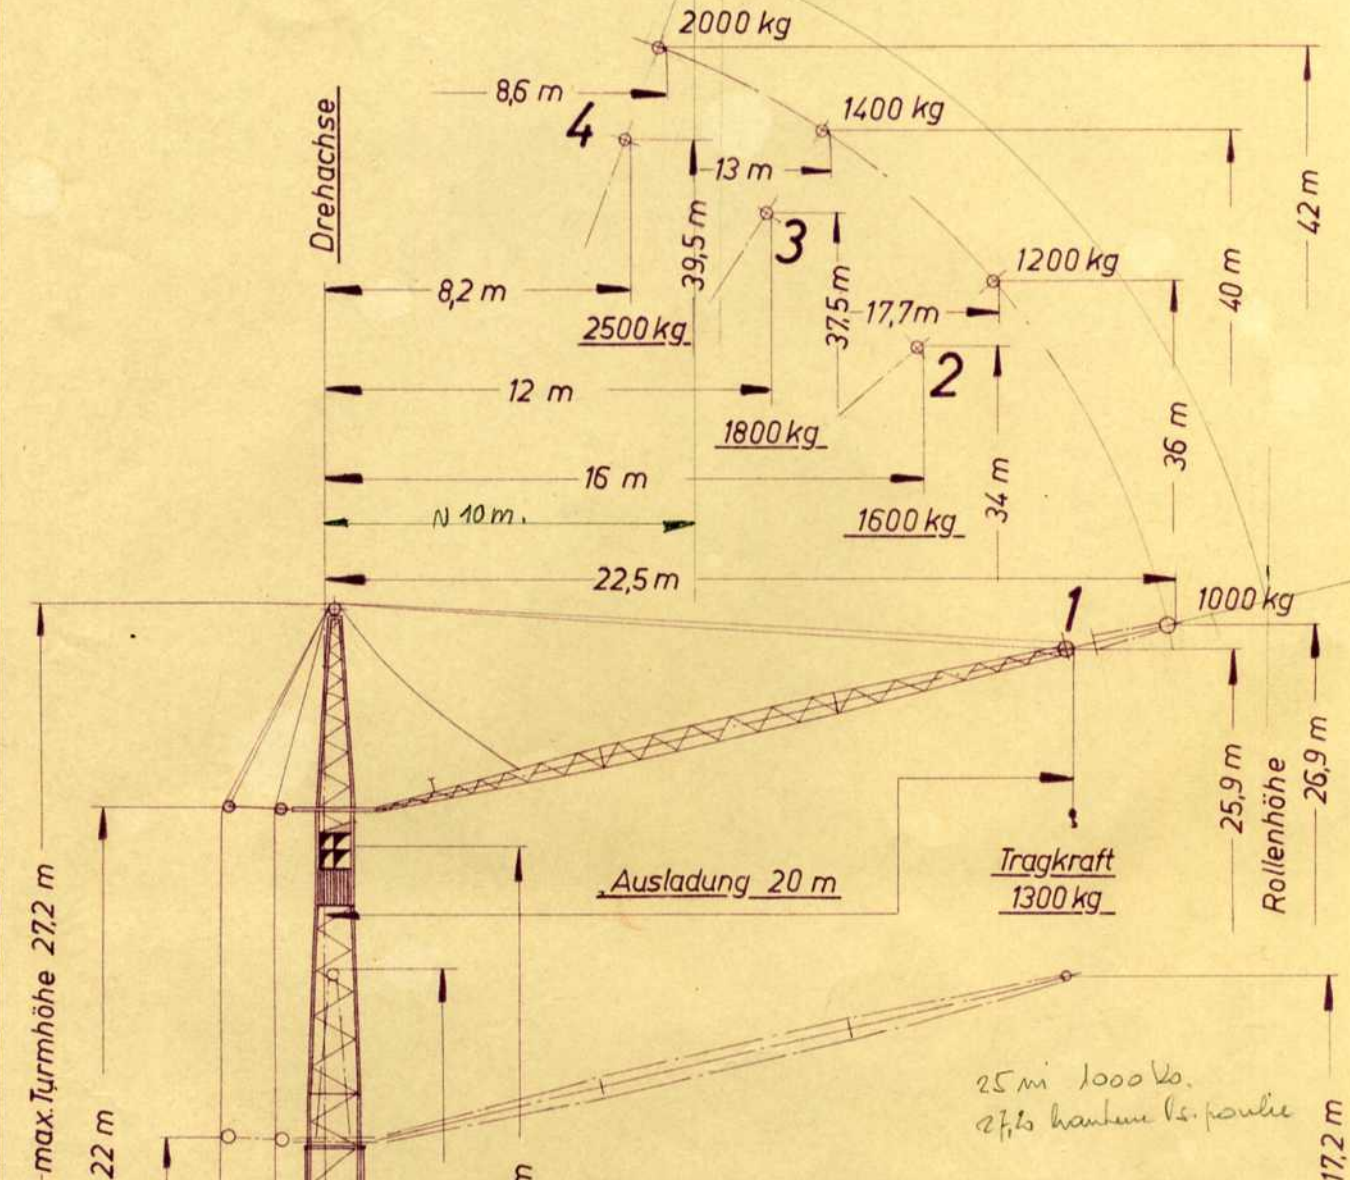 2000 kg
8,6 m
4
1400 kg
Drehachse
13 m
42 m
39,5 m
3
40 m
1200 kg
8,2 m
37,5 m
17,7m
2500 kg
2
12 m
1800 kg
36 m
16 m
34 m
N 10 m.
1600 kg
22,5 m
1
1000 kg
25,9 m
Rollenhöhe
26,9 m
Ausladung 20 m
Tragkraft
1300 kg
max. Turmhöhe 27,2 m
22 m
25 m 1000 ko.
17,2 m
m